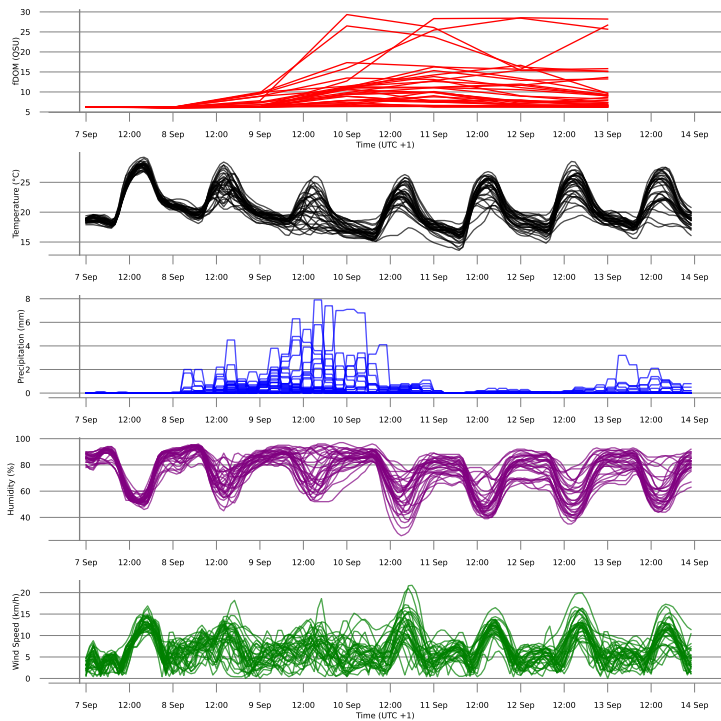 30
25
20
15
10
5
fDOM (QSU)
7 Sep 12:00 8 Sep 12:00 9 Sep 12:00 10 Sep 12:00 11 Sep 12:00 12 Sep 12:00 13 Sep 12:00 14 Sep
Time (UTC +1)
25
20
15
Temperature (°C)
7 Sep 12:00 8 Sep 12:00 9 Sep 12:00 10 Sep 12:00 11 Sep 12:00 12 Sep 12:00 13 Sep 12:00 14 Sep
8
6
4
2
0
Precipitation (mm)
7 Sep 12:00 8 Sep 12:00 9 Sep 12:00 10 Sep 12:00 11 Sep 12:00 12 Sep 12:00 13 Sep 12:00 14 Sep
100
80
60
40
Humidity (%)
7 Sep 12:00 8 Sep 12:00 9 Sep 12:00 10 Sep 12:00 11 Sep 12:00 12 Sep 12:00 13 Sep 12:00 14 Sep
20
15
10
5
0
Wind Speed (km/h)
7 Sep 12:00 8 Sep 12:00 9 Sep 12:00 10 Sep 12:00 11 Sep 12:00 12 Sep 12:00 13 Sep 12:00 14 Sep
Time (UTC +1)